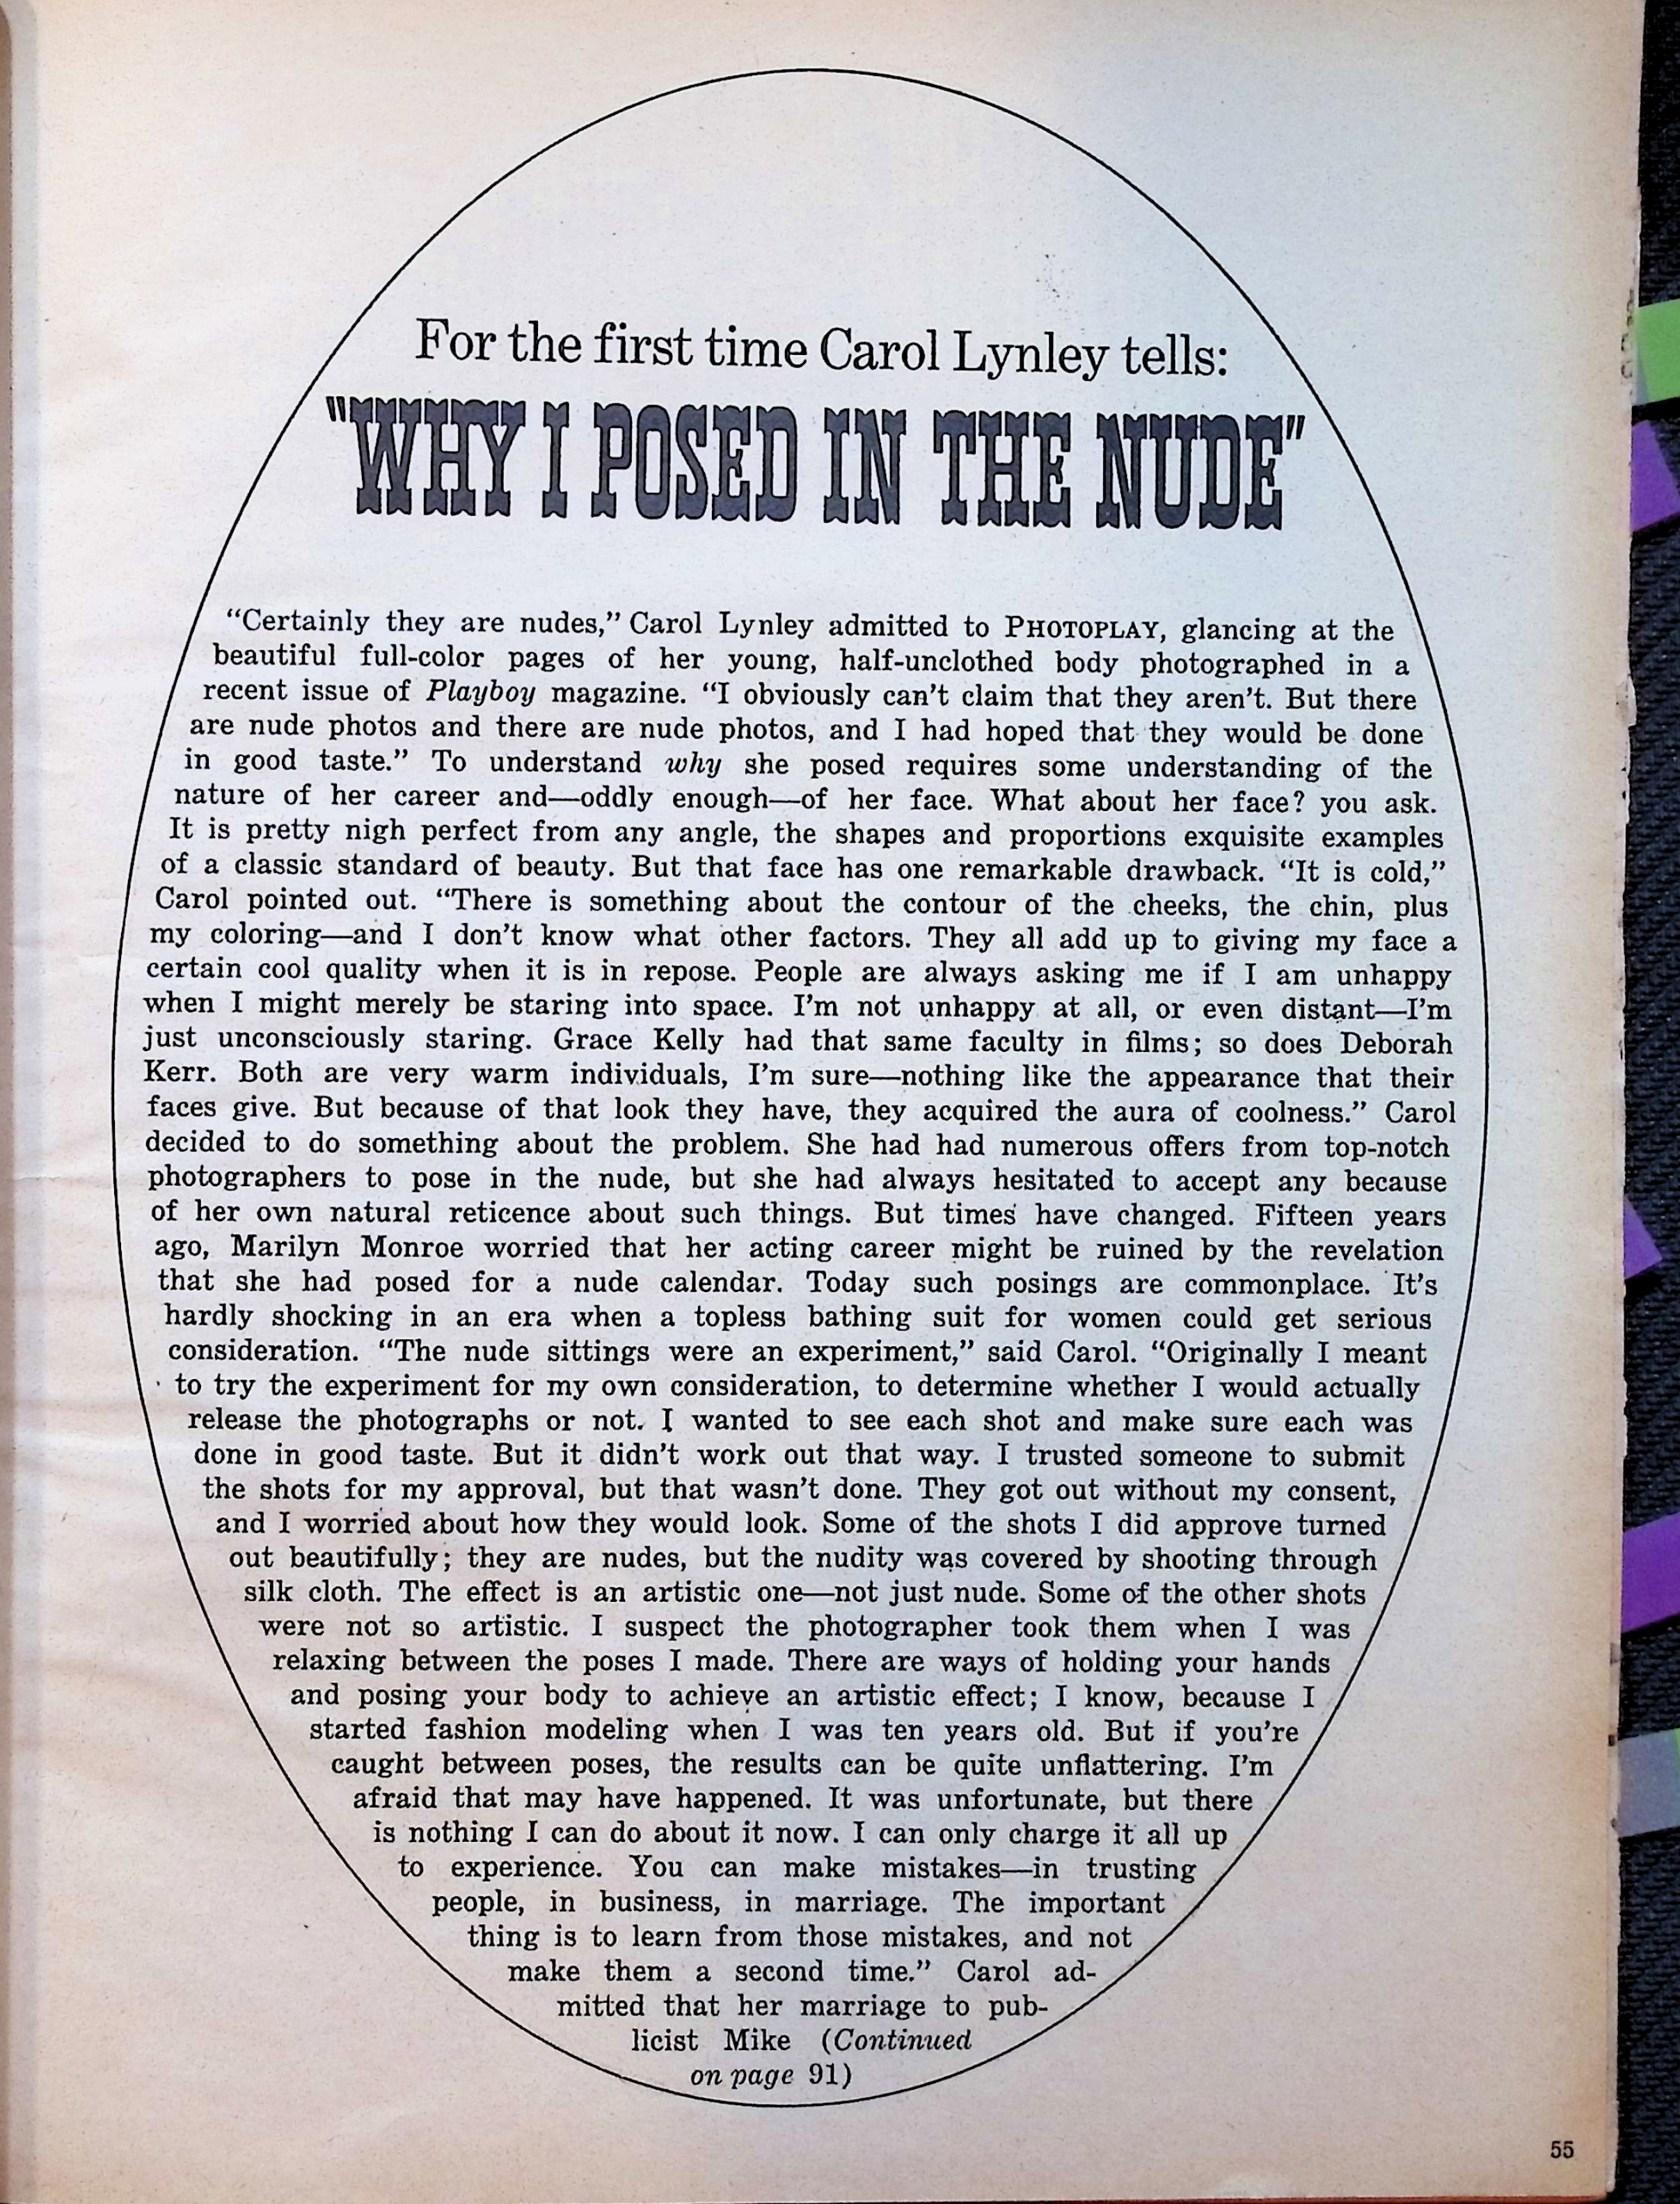 For the first time Carol Lynley tells:
"WHY I POSED IN THE NUDE"
“Certainly they are nudes,” Carol Lynley admitted to PHOTOPLAY, glancing at the
beautiful full-color pages of her young, half-unclothed body photographed in a
recent issue of Playboy magazine. “I obviously can't claim that they aren't. But there
are nude photos and there are nude photos, and I had hoped that they would be done
in good taste.” To understand why she posed requires some understanding of the
nature of her career and—oddly enough—of her face. What about her face? you ask.
It is pretty nigh perfect from any angle, the shapes and proportions exquisite examples
of a classic standard of beauty. But that face has one remarkable drawback. “It is cold,”
Carol pointed out. “There is something about the contour of the cheeks, the chin, plus
my coloring—and I don't know what other factors. They all add up to giving my face a
certain cool quality when it is in repose. People are always asking me if I am unhappy
when I might merely be staring into space. I'm not unhappy at all, or even distant—I'm
just unconsciously staring. Grace Kelly had that same faculty in films; so does Deborah
Kerr. Both are very warm individuals, I'm sure—nothing like the appearance that their
faces give. But because of that look they have, they acquired the aura of coolness.” Carol
decided to do something about the problem. She had had numerous offers from top-notch
photographers to pose in the nude, but she had always hesitated to accept any because
of her own natural reticence about such things. But times have changed. Fifteen years
ago, Marilyn Monroe worried that her acting career might be ruined by the revelation
that she had posed for a nude calendar. Today such posings are commonplace. It's
hardly shocking in an era when a topless bathing suit for women could get serious
consideration. “The nude sittings were an experiment,” said Carol. “Originally I meant
to try the experiment for my own consideration, to determine whether I would actually
release the photographs or not. I wanted to see each shot and make sure each was
done in good taste. But it didn't work out that way. I trusted someone to submit
the shots for my approval, but that wasn't done. They got out without my consent,
and I worried about how they would look. Some of the shots I did approve turned
out beautifully; they are nudes, but the nudity was covered by shooting through
silk cloth. The effect is an artistic one—not just nude. Some of the other shots
were not so artistic. I suspect the photographer took them when I was
relaxing between the poses I made. There are ways of holding your hands
and posing your body to achieve an artistic effect; I know, because I
started fashion modeling when I was ten years old. But if you're
caught between poses, the results can be quite unflattering. I'm
afraid that may have happened. It was unfortunate, but there
is nothing I can do about it now. I can only charge it all up
to experience. You can make mistakes—in trusting
people, in business, in marriage. The important
thing is to learn from those mistakes, and not
make them a second time.” Carol ad-
mitted that her marriage to pub-
licist Mike (Continued
on page 91)
55